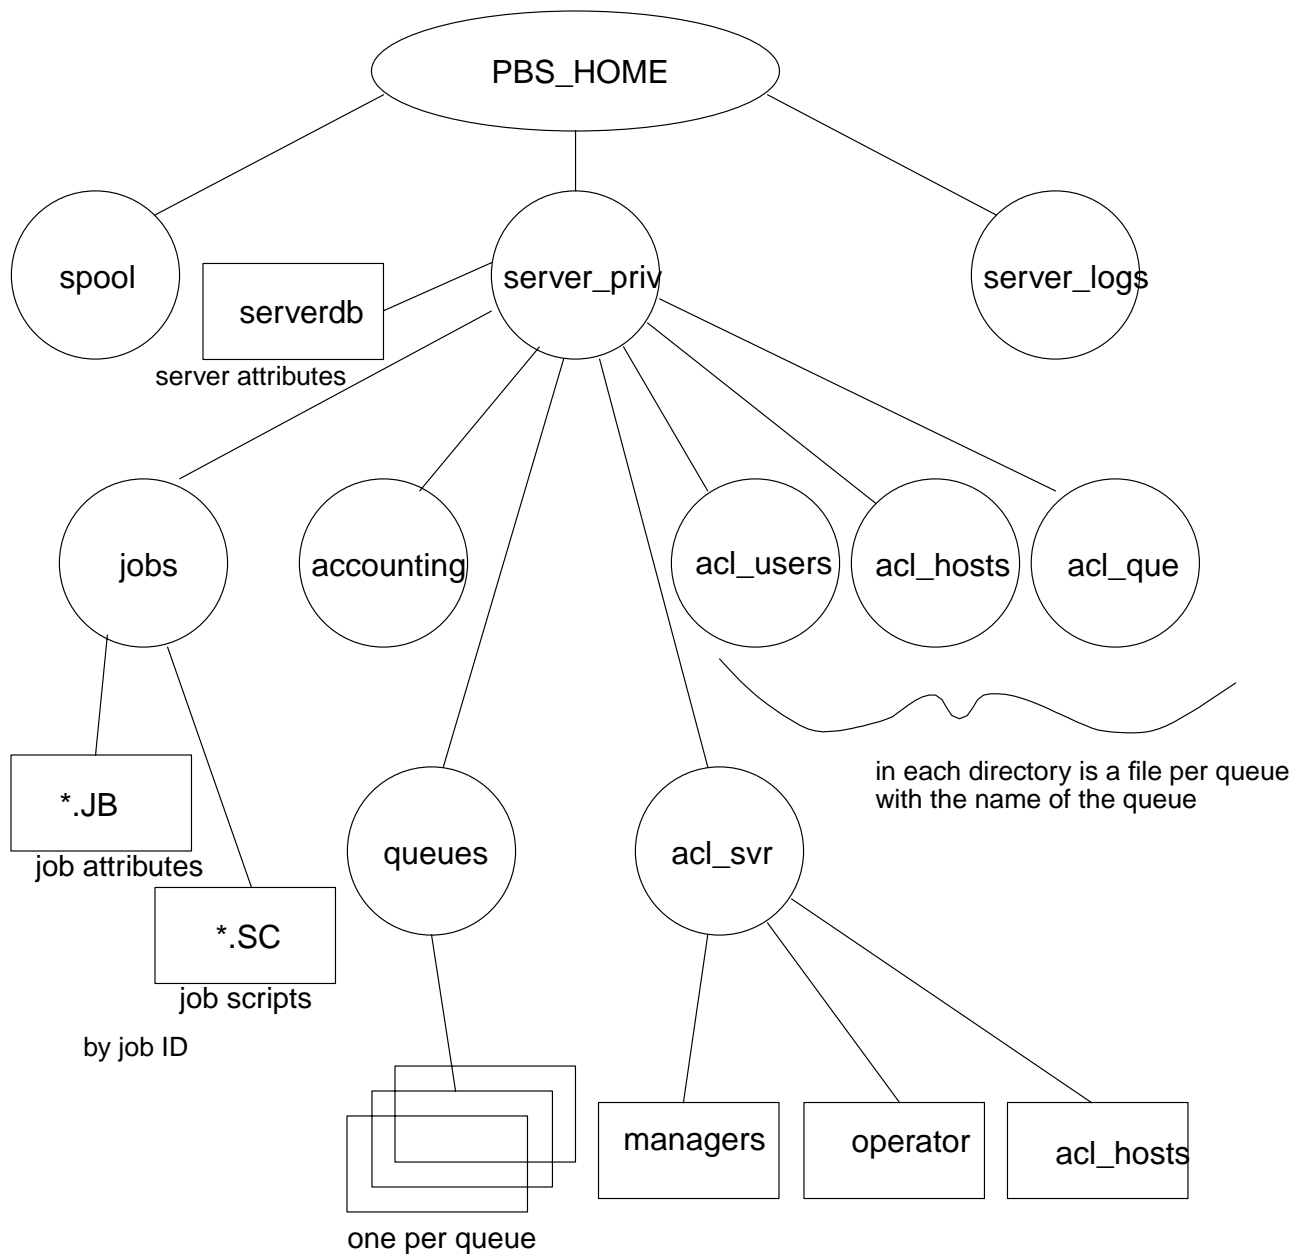 PBS_HOME
spool
serverdb
server attributes
server_priv
server_logs
jobs
accounting
acl_users
acl_hosts
acl_que
in each directory is a file per queue
with the name of the queue
*.JB
job attributes
*.SC
job scripts
by job ID
queues
acl_svr
one per queue
managers
operator
acl_hosts